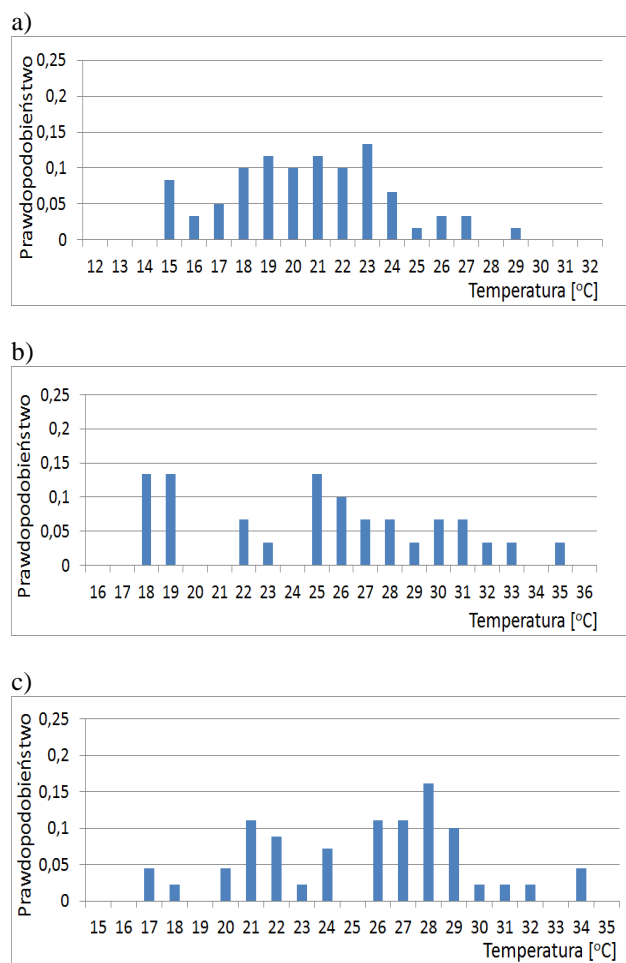 a)
Prawdopodobieństwo
0,25
0,2
0,15
0,1
0,05
0
12 13 14 15 16 17 18 19 20 21 22 23 24 25 26 27 28 29 30 31 32
Temperatura [°C]
b)
Prawdopodobieństwo
0,25
0,2
0,15
0,1
0,05
0
16 17 18 19 20 21 22 23 24 25 26 27 28 29 30 31 32 33 34 35 36
Temperatura [°C]
c)
Prawdopodobieństwo
0,25
0,2
0,15
0,1
0,05
0
15 16 17 18 19 20 21 22 23 24 25 26 27 28 29 30 31 32 33 34 35
Temperatura [°C]